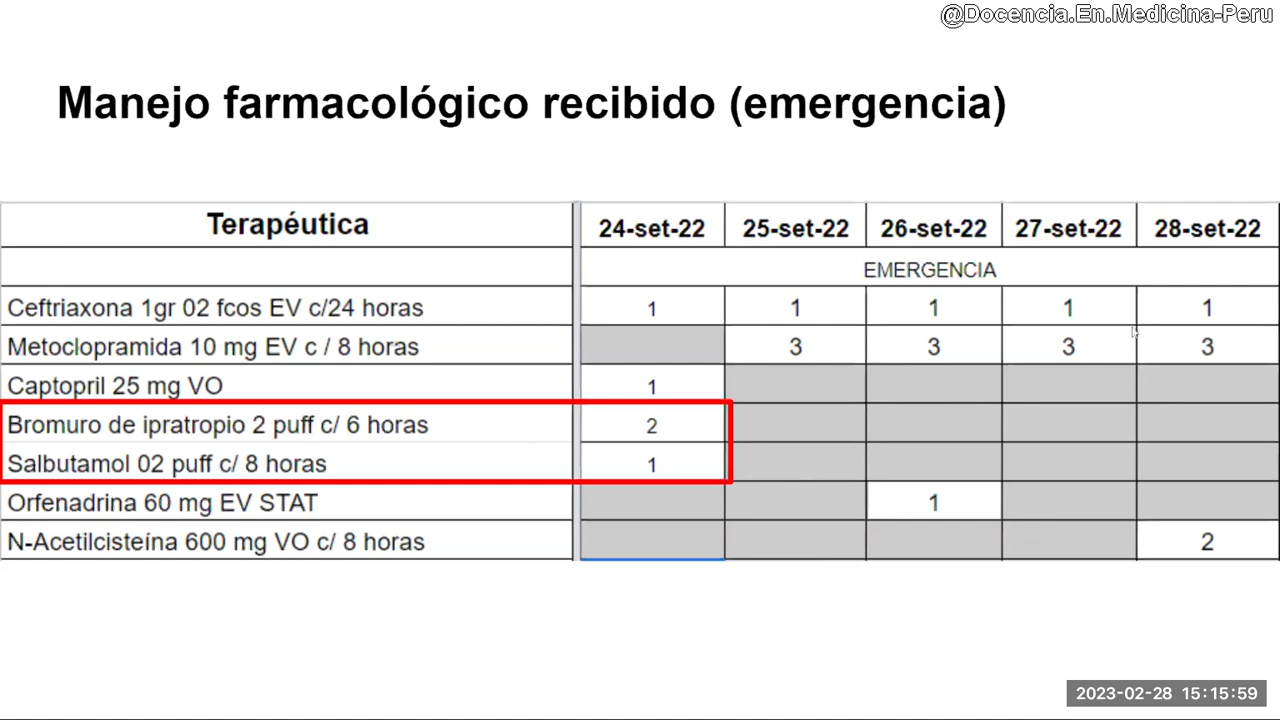 @Docencia.En.Medicina-Peru
Manejo farmacológico recibido (emergencia)
Terapéutica 24-set-22 25-set-22 26-set-22 27-set-22 28-set-22
EMERGENCIA
Ceftriaxona 1gr 02 fcos EV c/24 horas 1 1 1 1 1
Metoclopramida 10 mg EV c / 8 horas 3 3 3 3
Captopril 25 mg VO 1
Bromuro de ipratropio 2 puff c/ 6 horas 2
Salbutamol 02 puff c/ 8 horas 1
Orfenadrina 60 mg EV STAT 1
N-Acetilcisteína 600 mg VO c/ 8 horas 2
2023-02-28 15:15:59